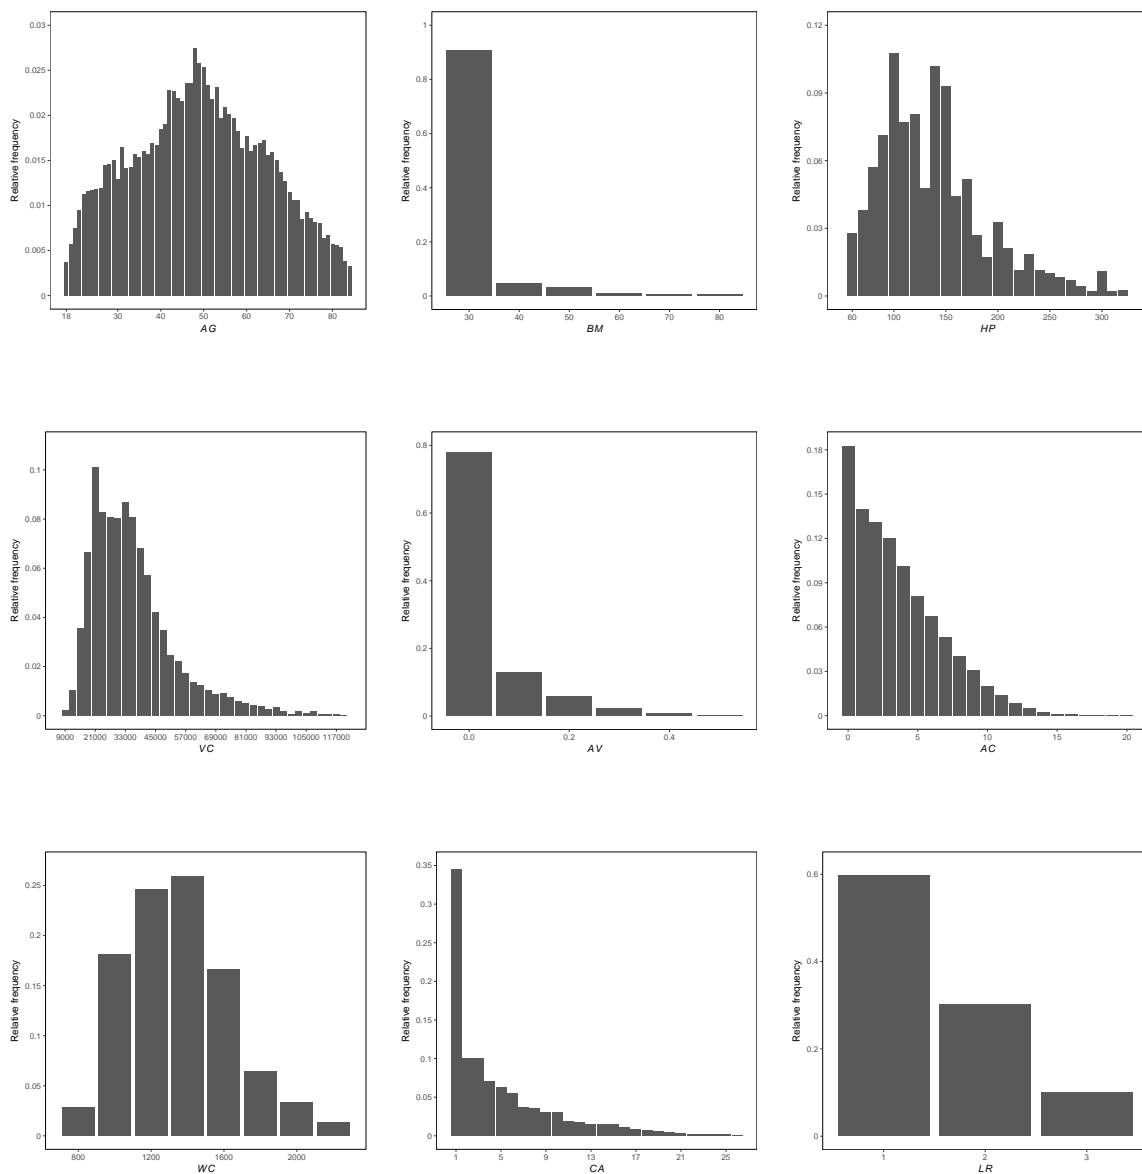 Relative frequency
0.03
0.025
0.02
0.015
0.01
0.005
0
18 30 40 50 60 70 80
AG
Relative frequency
1
0.8
0.6
0.4
0.2
0
30 40 50 60 70 80
BM
Relative frequency
0.12
0.09
0.06
0.03
0
60 100 150 200 250 300
HP
Relative frequency
0.1
0.08
0.06
0.04
0.02
0
9000 21000 33000 45000 57000 69000 81000 93000 105000 117000
VC
Relative frequency
0.8
0.6
0.4
0.2
0
0.0 0.2 0.4
AV
Relative frequency
0.18
0.15
0.12
0.09
0.06
0.03
0
0 5 10 15 20
AC
Relative frequency
0.25
0.2
0.15
0.1
0.05
0
800 1200 1600 2000
WC
Relative frequency
0.35
0.3
0.25
0.2
0.15
0.1
0.05
0
1 5 9 13 17 21 25
CA
Relative frequency
0.6
0.4
0.2
0
1 2 3
LR